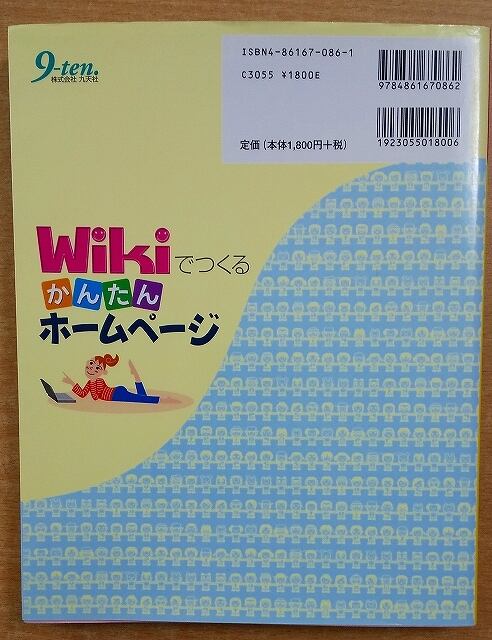 9-ten.
株式会社 九天社
ISBN4-86167-086-1
C3055 ¥1800E
定価（本体1,800円+税）
9784861670862
1923055018006
Wikiでつくる
かんたん
ホームページ